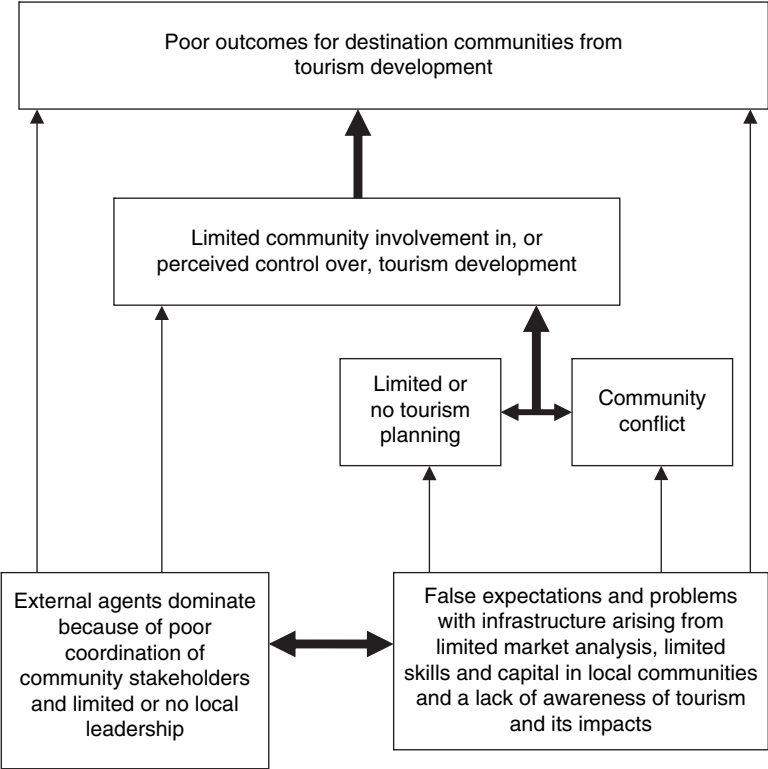 Poor outcomes for destination communities from
tourism development
Limited community involvement in, or
perceived control over, tourism development
Limited or
no tourism
planning
Community
conflict
External agents dominate
because of poor
coordination of
community stakeholders
and limited or no local
leadership
False expectations and problems
with infrastructure arising from
limited market analysis, limited
skills and capital in local communities
and a lack of awareness of tourism
and its impacts